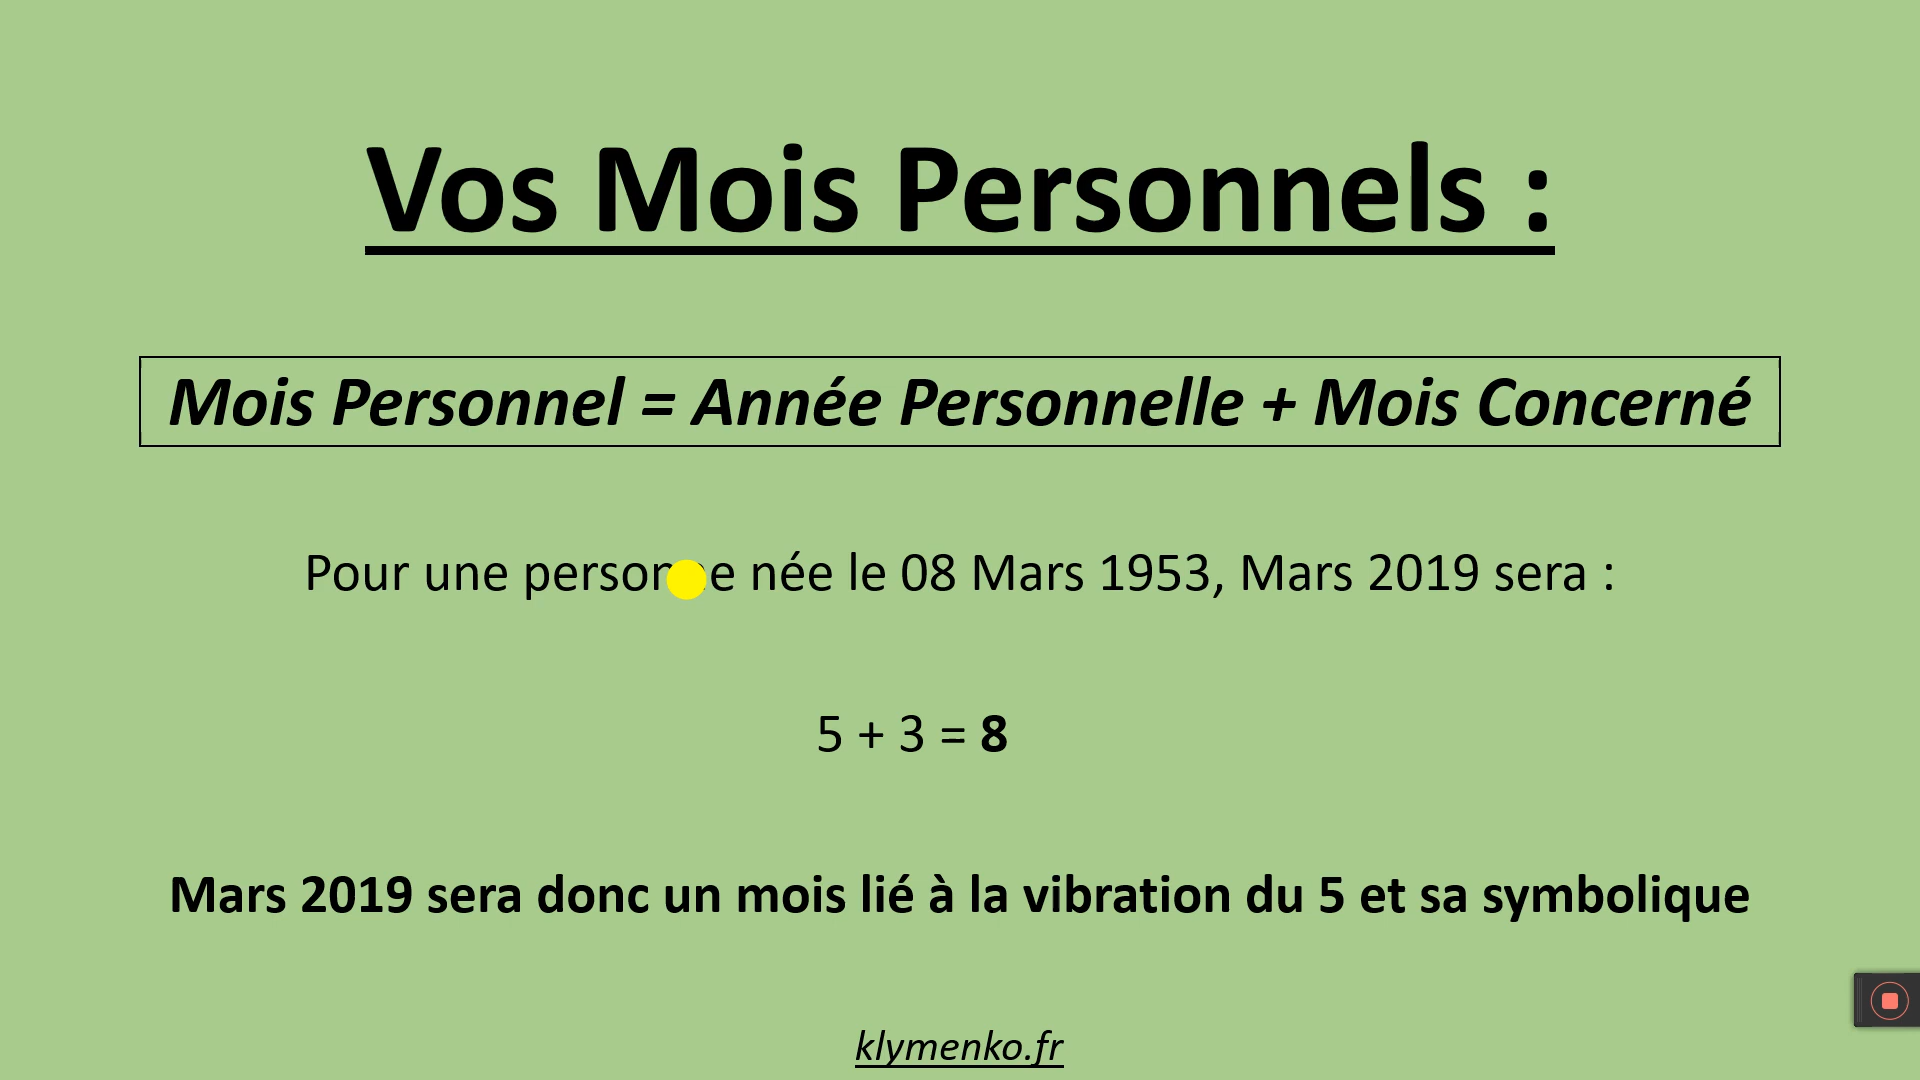 Vos Mois Personnels :
Mois Personnel = Année Personnelle + Mois Concerné
Pour une personne née le 08 Mars 1953, Mars 2019 sera :
5 + 3 = 8
Mars 2019 sera donc un mois lié à la vibration du 5 et sa symbolique
klymenko.fr